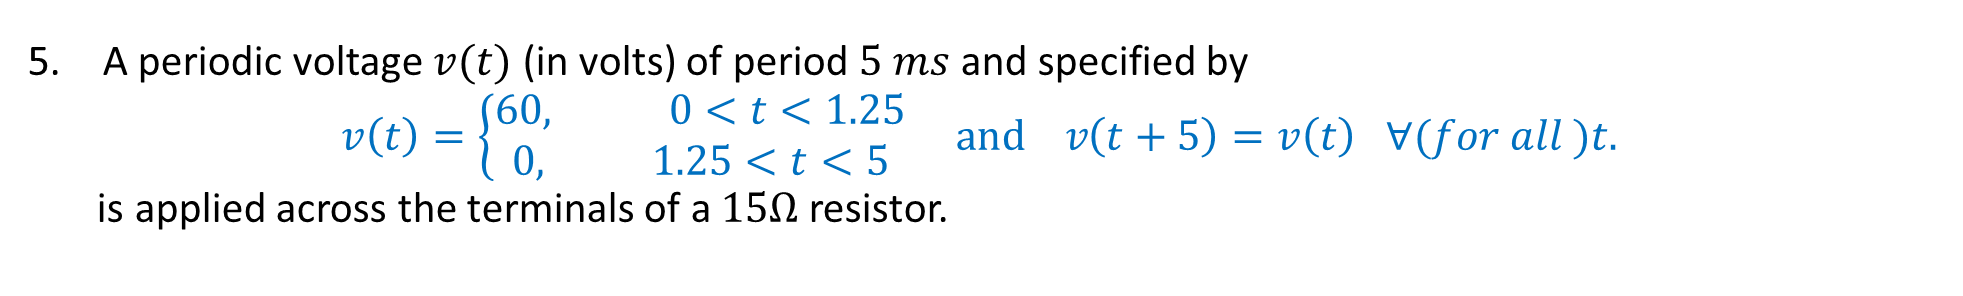 5. A periodic voltage v(t) (in volts) of period 5 ms and specified by
v(t) = {60, 0 < t < 1.25
0, 1.25 < t < 5 and v(t + 5) = v(t) ∀(for all )t.
is applied across the terminals of a 15Ω resistor.